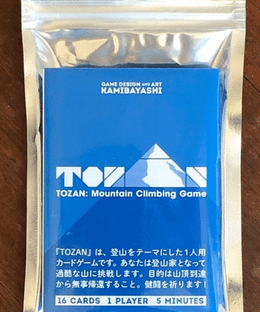 GAME DESIGN AND ART
KAMIBAYASHI
TOZAN
TOZAN: Mountain Climbing Game
『TOZAN』は、登山をテーマにした1人用
カードゲームです。あなたは登山家となって
過酷な山に挑戦します。目的は山頂到達
から無事帰還すること。健闘を祈ります！
16 CARDS 1 PLAYER 5 MINUTES